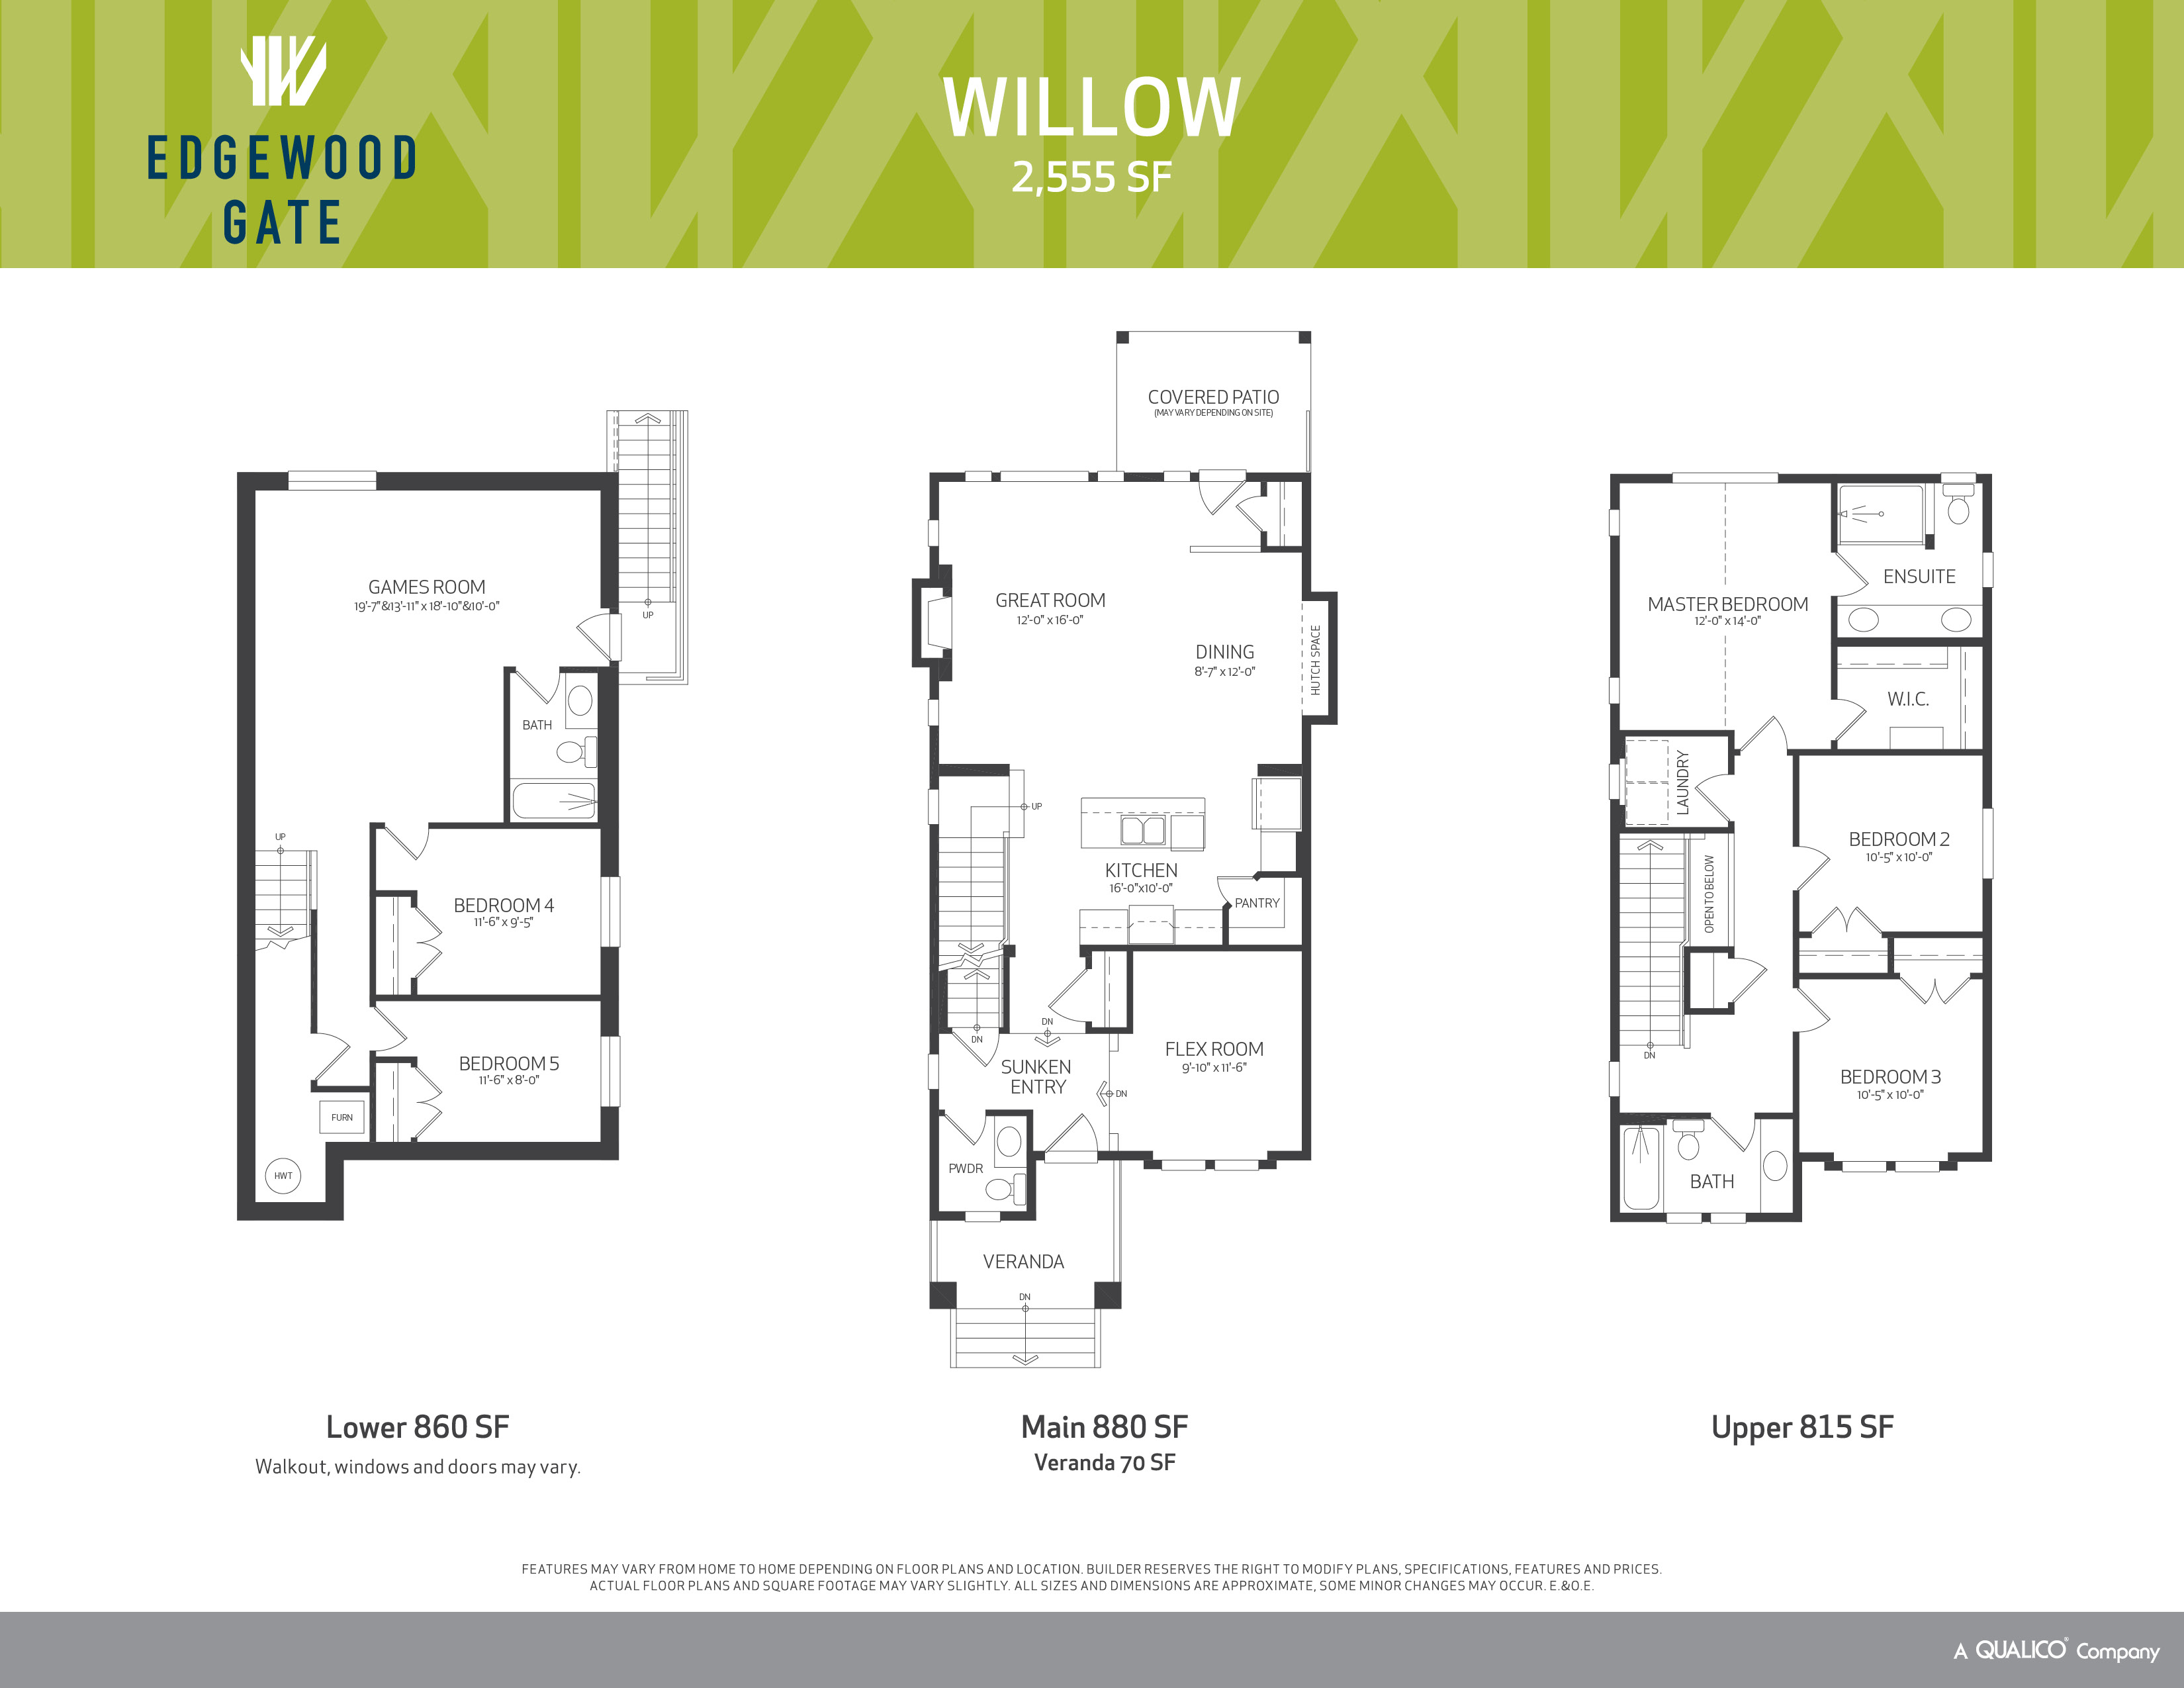 EDGEWOOD
GATE
WILLOW
2,555 SF
GAMES ROOM
19'-7"&13'-11" x 18'-10"&10'-0"
UP
BATH
UP
BEDROOM 4
11'-6" x 9'-5"
BEDROOM 5
11'-6" x 8'-0"
FURN
HWT
Lower 860 SF
Walkout, windows and doors may vary.
COVERED PATIO
(MAY VARY DEPENDING ON SITE)
GREAT ROOM
12'-0" x 16'-0"
DINING
8'-7" x 12'-0"
HUTCH SPACE
UP
KITCHEN
16'-0"x10'-0"
PANTRY
DN
DN
SUNKEN
ENTRY
FLEX ROOM
9'-10" x 11'-6"
DN
PWDR
VERANDA
DN
Main 880 SF
Veranda 70 SF
ENSUITE
MASTER BEDROOM
12'-0" x 14'-0"
W.I.C.
LAUNDRY
BEDROOM 2
10'-5" x 10'-0"
OPEN TO BELOW
DN
BEDROOM 3
10'-5" x 10'-0"
BATH
Upper 815 SF
FEATURES MAY VARY FROM HOME TO HOME DEPENDING ON FLOOR PLANS AND LOCATION. BUILDER RESERVES THE RIGHT TO MODIFY PLANS, SPECIFICATIONS, FEATURES AND PRICES.
ACTUAL FLOOR PLANS AND SQUARE FOOTAGE MAY VARY SLIGHTLY. ALL SIZES AND DIMENSIONS ARE APPROXIMATE, SOME MINOR CHANGES MAY OCCUR. E.&O.E.
A QUALICO® Company